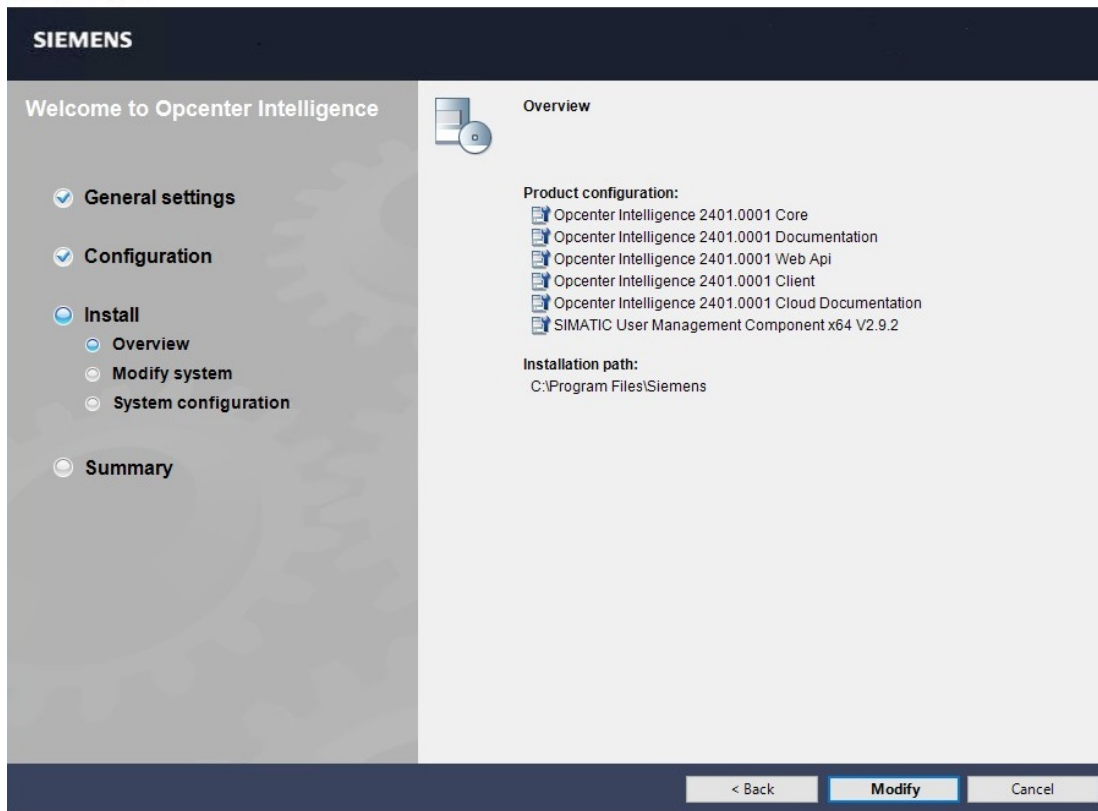 SIEMENS
Welcome to Opcenter Intelligence
General settings
Configuration
Install
Overview
Modify system
System configuration
Summary
Overview
Product configuration:
Opcenter Intelligence 2401.0001 Core
Opcenter Intelligence 2401.0001 Documentation
Opcenter Intelligence 2401.0001 Web Api
Opcenter Intelligence 2401.0001 Client
Opcenter Intelligence 2401.0001 Cloud Documentation
SIMATIC User Management Component x64 V2.9.2
Installation path:
C:\Program Files\Siemens
< Back
Modify
Cancel